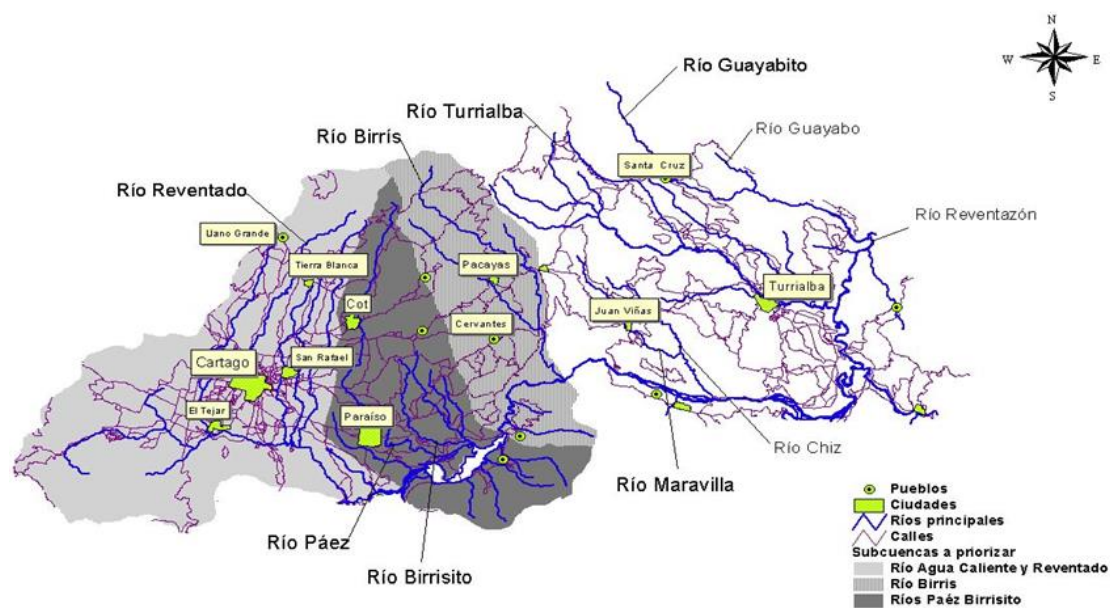 N
W E
S
Río Guayabito
Río Turrialba
Río Guayabo
Río Birrís
Santa Cruz
Río Reventado
Río Reventazón
Llano Grande
Tierra Blanca
Pacayas
Turrialba
Cot
Juan Viñas
Cervantes
San Rafael
Cartago
El Tejar
Paraíso
Río Chiz
Río Maravilla
Río Páez
Río Birrisito
Pueblos
Ciudades
Ríos principales
Calles
Subcuencas a priorizar
Río Agua Caliente y Reventado
Río Birris
Ríos Paéz Birrisito